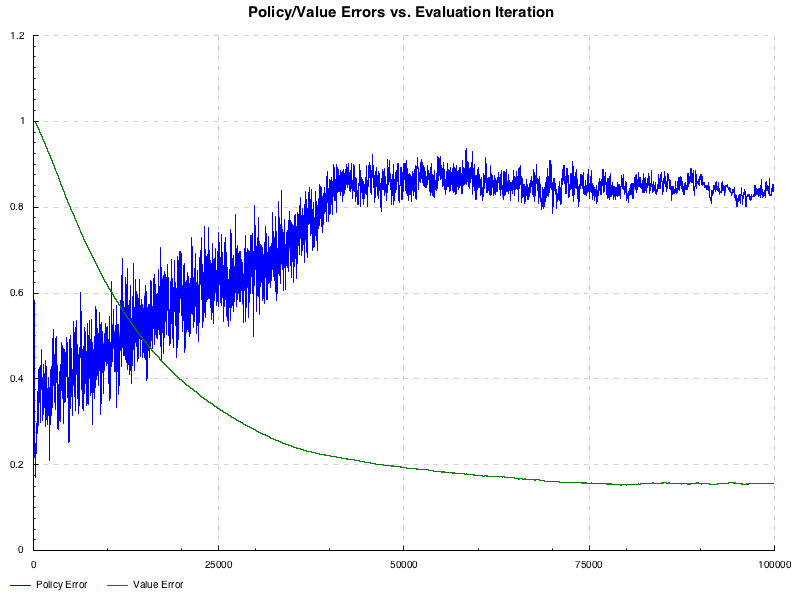 Policy/Value Errors vs. Evaluation Iteration
1.2
1
0.8
0.6
0.4
0.2
0
0 25000 50000 75000 100000
Policy Error Value Error